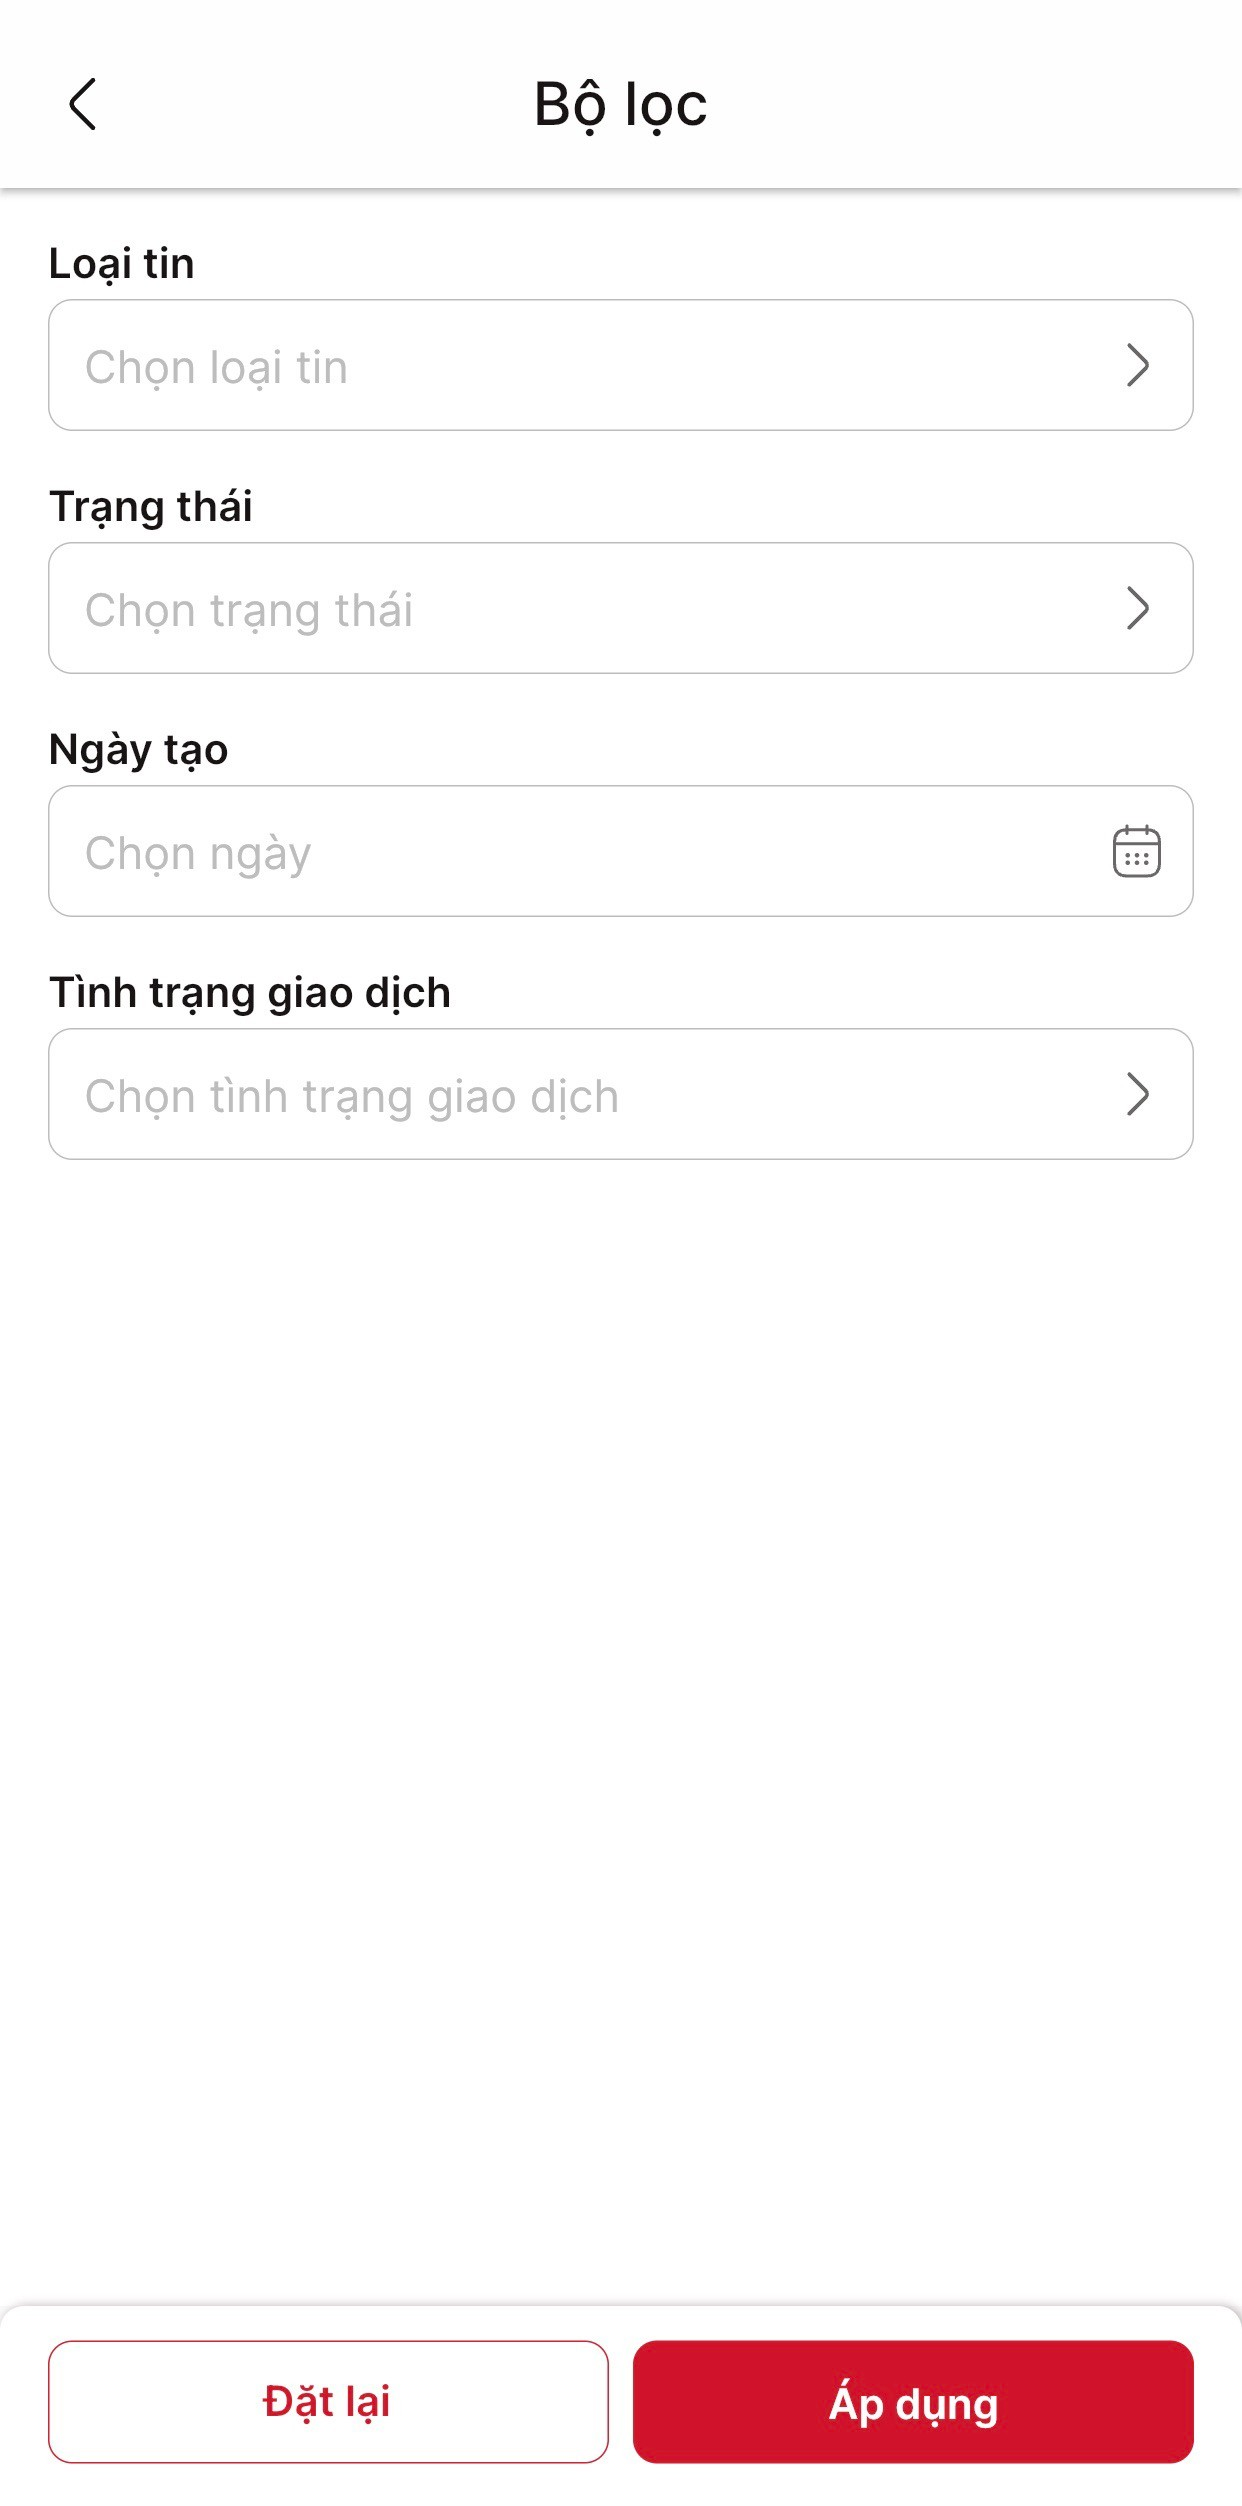 Bộ lọc
Loại tin
Chọn loại tin
Trạng thái
Chọn trạng thái
Ngày tạo
Chọn ngày
Tình trạng giao dịch
Chọn tình trạng giao dịch
Đặt lại
Áp dụng